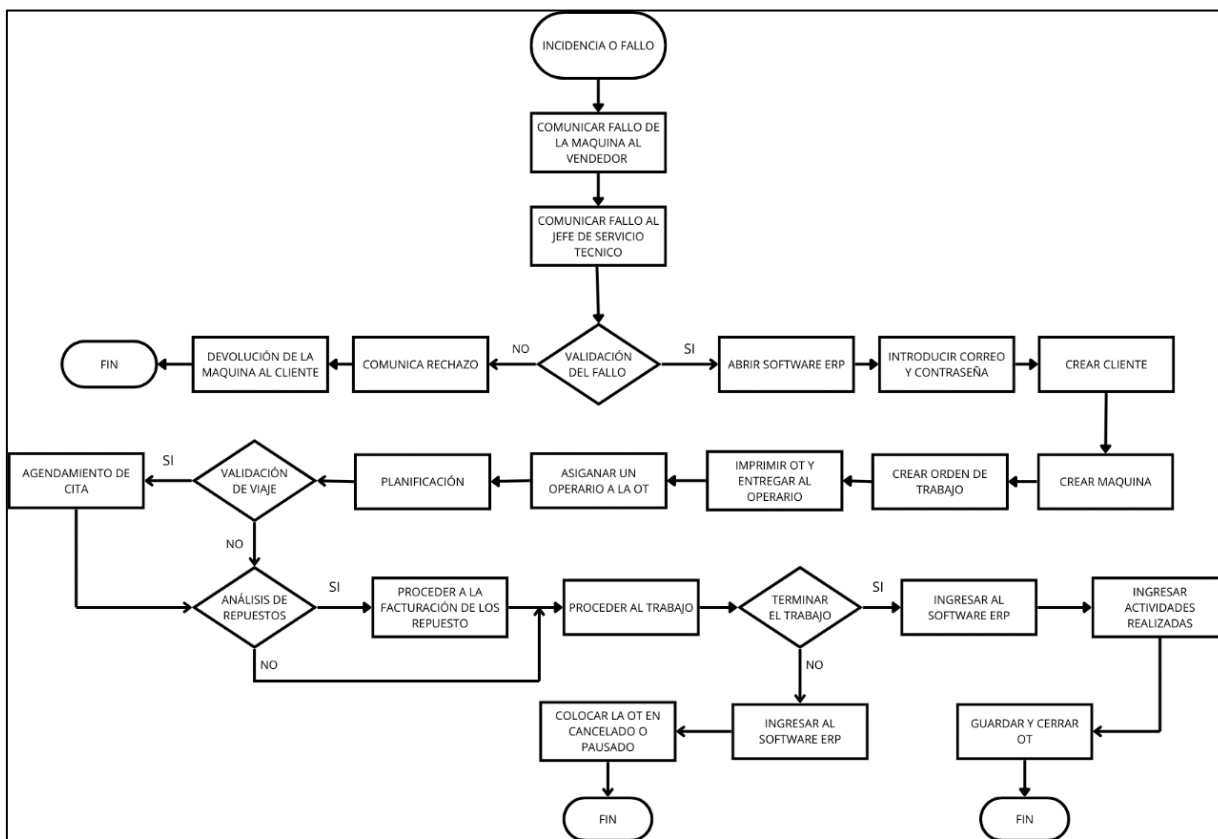 INCIDENCIA O FALLO
COMUNICAR FALLO DE
LA MAQUINA AL
VENDEDOR
COMUNICAR FALLO AL
JEFE DE SERVICIO
TECNICO
FIN
DEVOLUCIÓN DE LA
MAQUINA AL CLIENTE
COMUNICA RECHAZO
NO
VALIDACIÓN
DEL FALLO
SI
ABRIR SOFTWARE ERP
INTRODUCIR CORREO
Y CONTRASEÑA
CREAR CLIENTE
AGENDAMIENTO DE
CITA
SI
VALIDACIÓN
DE VIAJE
PLANIFICACIÓN
ASIGANAR UN
OPERARIO A LA OT
IMPRIMIR OT Y
ENTREGAR AL
OPERARIO
CREAR ORDEN DE
TRABAJO
CREAR MAQUINA
NO
ANÁLISIS DE
REPUESTOS
SI
PROCEDER A LA
FACTURACIÓN DE LOS
REPUESTO
PROCEDER AL TRABAJO
TERMINAR
EL TRABAJO
SI
INGRESAR AL
SOFTWARE ERP
INGRESAR
ACTIVIDADES
REALIZADAS
NO
NO
COLOCAR LA OT EN
CANCELADO O
PAUSADO
INGRESAR AL
SOFTWARE ERP
GUARDAR Y CERRAR
OT
FIN
FIN